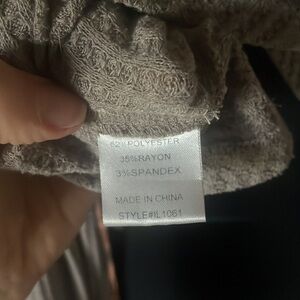 62%POLYESTER
35%RAYON
3%SPANDEX
MADE IN CHINA
STYLE#IL1061